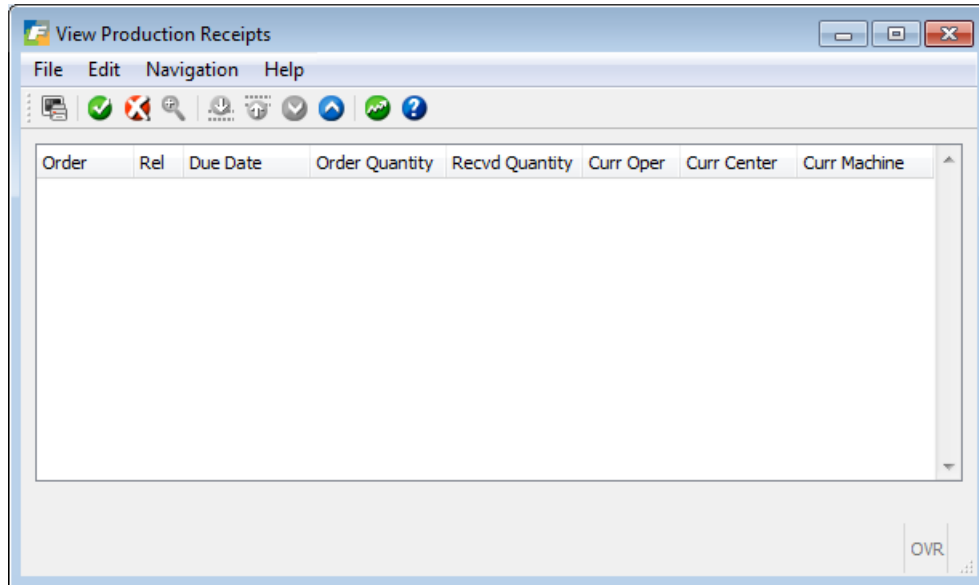 View Production Receipts
File Edit Navigation Help
Order Rel Due Date Order Quantity Recvd Quantity Curr Oper Curr Center Curr Machine
OVR